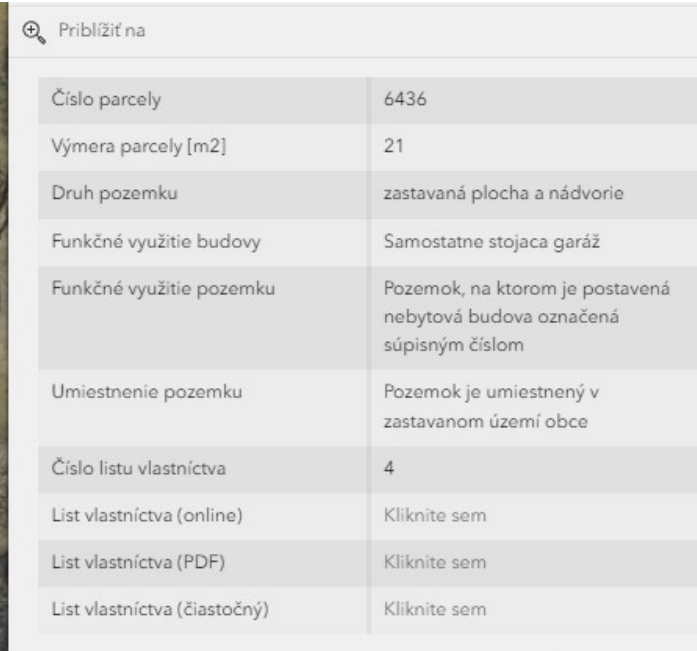 Priblížiť na
Číslo parcely 6436
Výmera parcely [m2] 21
Druh pozemku zastavaná plocha a nádvorie
Funkčné využitie budovy Samostatne stojaca garáž
Funkčné využitie pozemku Pozemok, na ktorom je postavená
nebytová budova označená
súpisným číslom
Umiestnenie pozemku Pozemok je umiestnený v
zastavanom území obce
Číslo listu vlastníctva 4
List vlastníctva (online) Kliknite sem
List vlastníctva (PDF) Kliknite sem
List vlastníctva (čiastočný) Kliknite sem